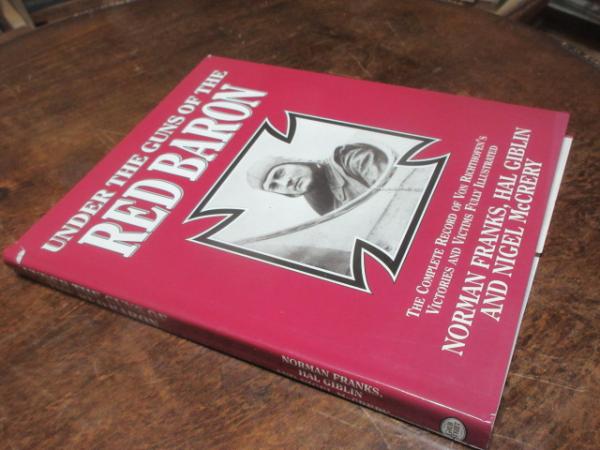 UNDER THE GUNS OF THE
RED BARON
THE COMPLETE RECORD OF VON RICHTHOFEN'S
VICTORIES AND VICTIMS FULLY ILLUSTRATED
NORMAN FRANKS, HAL GIBLIN
AND NIGEL McCRERY
NORMAN FRANKS,
HAL GIBLIN